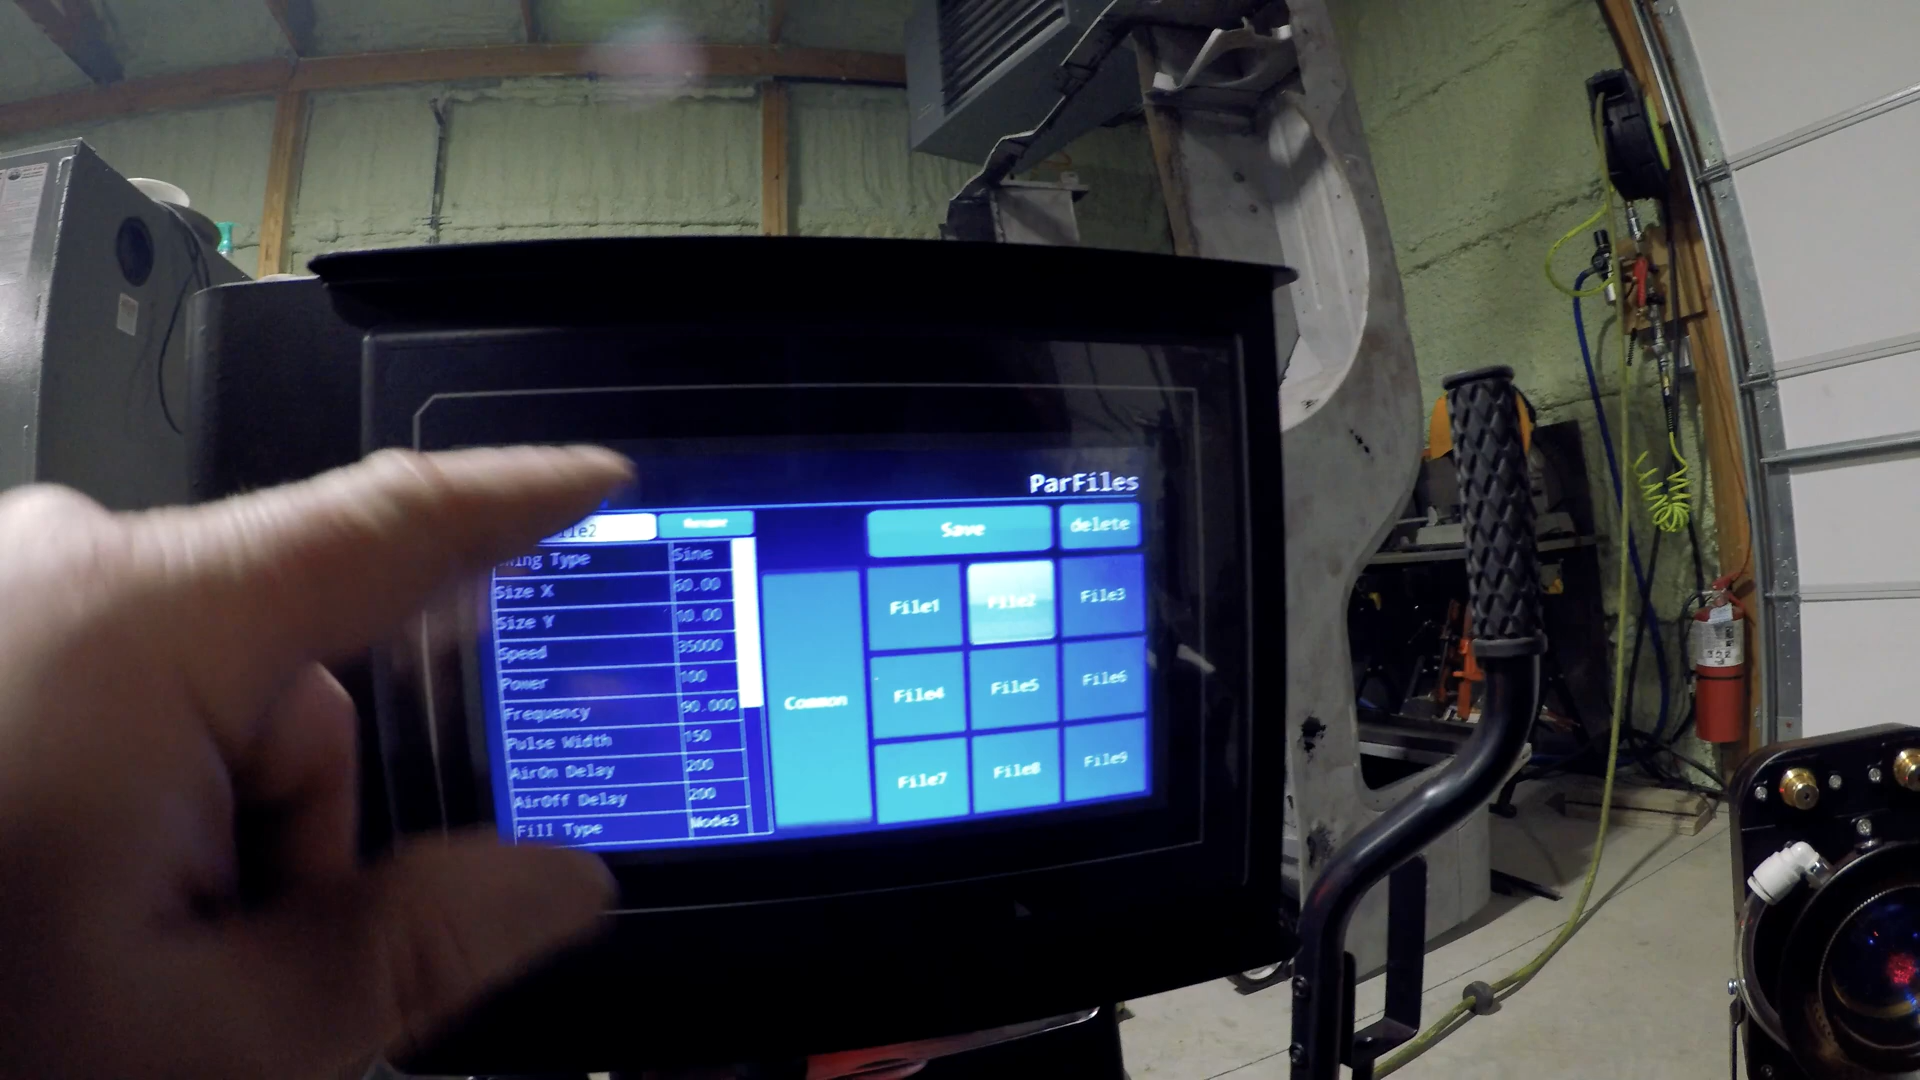 ParFiles
Save
delete
Size X 60.00
Size Y 10.00
Speed 35000
Power 100
Frequency 90.000
Pulse Width 150
AirOn Delay 200
AirOff Delay 200
Fill Type Mode3
Type Sine
Common
File1 File2 File3
File4 File5 File6
File7 File8 File9